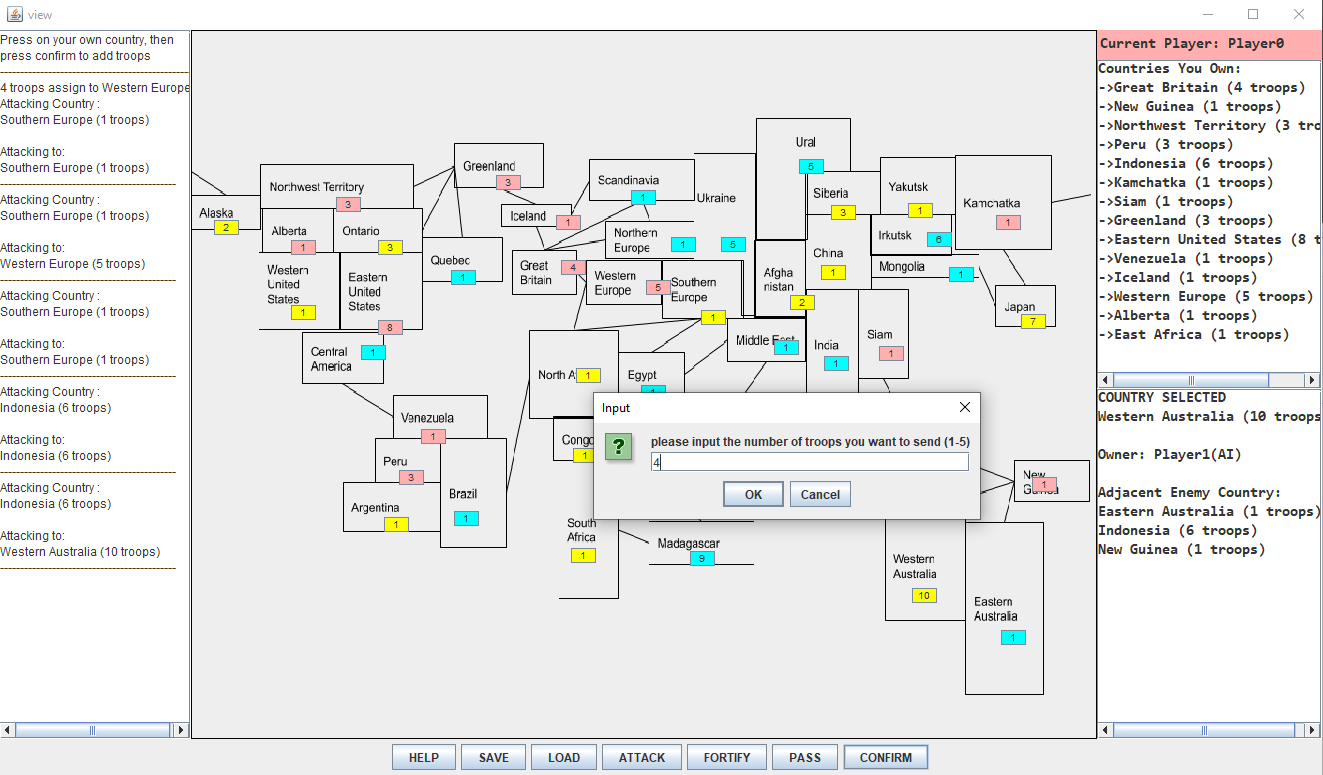 view
Press on your own country, then
press confirm to add troops
4 troops assign to Western Europe
Attacking Country :
Southern Europe (1 troops)
Attacking to:
Southern Europe (1 troops)
Attacking Country :
Southern Europe (1 troops)
Attacking to:
Western Europe (5 troops)
Attacking Country :
Southern Europe (1 troops)
Attacking to:
Southern Europe (1 troops)
Attacking Country :
Indonesia (6 troops)
Attacking to:
Indonesia (6 troops)
Attacking Country :
Indonesia (6 troops)
Attacking to:
Western Australia (10 troops)
Alaska
2
Northwest Territory
3
Alberta
1
Ontario
3
Western
United
States
1
Eastern
United
States
8
Quebec
1
Central
America
1
Greenland
3
Iceland
1
Scandinavia
1
Great
Britain
4
Northern
Europe
1
Western
Europe
5
Southern
Europe
1
Ukraine
5
Ural
5
Siberia
3
Yakutsk
1
Kamchatka
1
Irkutsk
6
Mongolia
1
Japan
7
China
1
Afgha
nistan
2
Middle East
1
India
1
Siam
1
North A
1
Egypt
1
Congo
1
South
Africa
1
Madagascar
9
Venezuela
1
Peru
3
Brazil
1
Argentina
1
New
Guinea
1
Western
Australia
10
Eastern
Australia
1
Input
?
please input the number of troops you want to send (1-5)
4
OK
Cancel
Current Player: Player0
Countries You Own:
->Great Britain (4 troops)
->New Guinea (1 troops)
->Northwest Territory (3 tro
->Peru (3 troops)
->Indonesia (6 troops)
->Kamchatka (1 troops)
->Siam (1 troops)
->Greenland (3 troops)
->Eastern United States (8 t
->Venezuela (1 troops)
->Iceland (1 troops)
->Western Europe (5 troops)
->Alberta (1 troops)
->East Africa (1 troops)
COUNTRY SELECTED
Western Australia (10 troops
Owner: Player1(AI)
Adjacent Enemy Country:
Eastern Australia (1 troops)
Indonesia (6 troops)
New Guinea (1 troops)
HELP
SAVE
LOAD
ATTACK
FORTIFY
PASS
CONFIRM